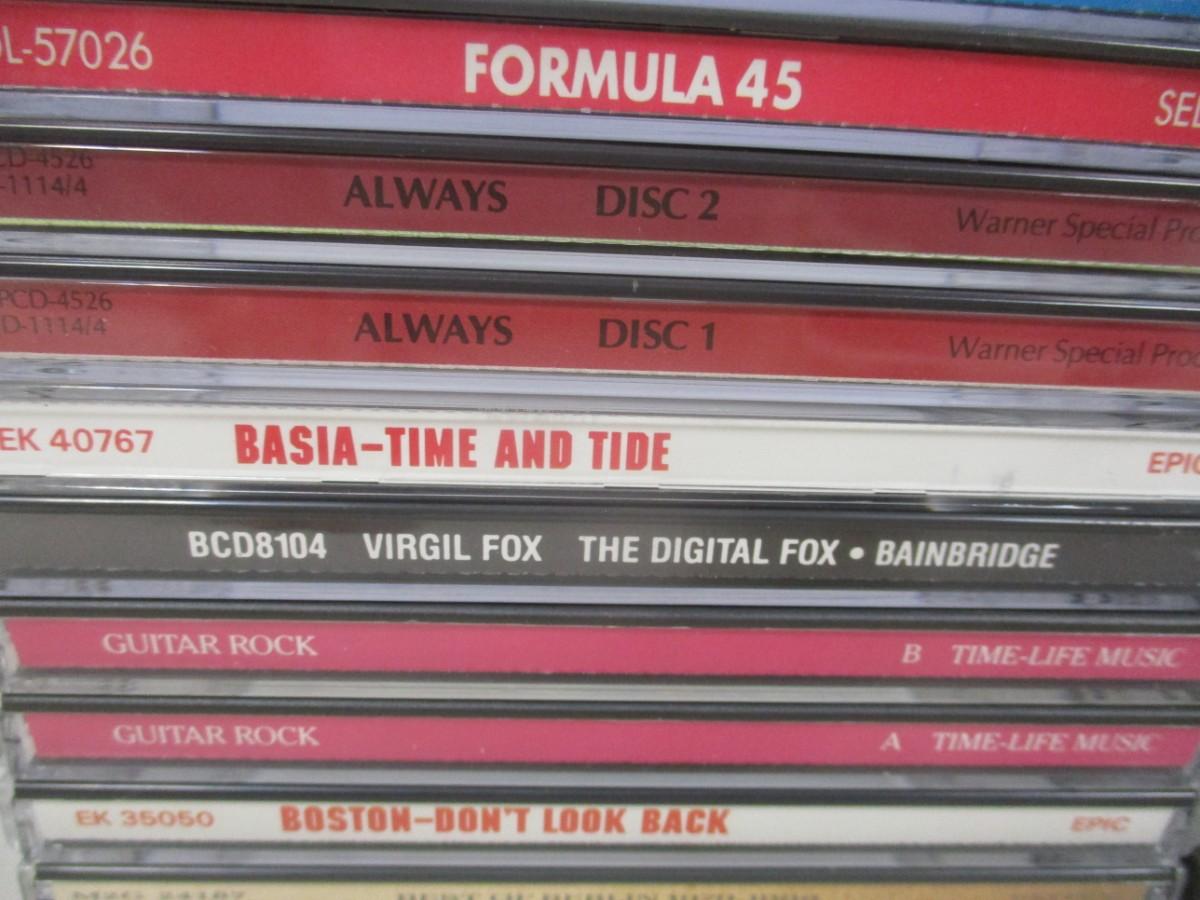 L-57026 FORMULA 45 SEL
CD-4526
-1114/4 ALWAYS DISC 2 Warner Special Pro
PCD-4526
D-1114/4 ALWAYS DISC 1 Warner Special Prod
EK 40767 BASIA-TIME AND TIDE EPIC
BCD8104 VIRGIL FOX THE DIGITAL FOX • BAINBRIDGE
GUITAR ROCK B TIME-LIFE MUSIC
GUITAR ROCK A TIME-LIFE MUSIC
EK 35050 BOSTON-DON'T LOOK BACK EPIC